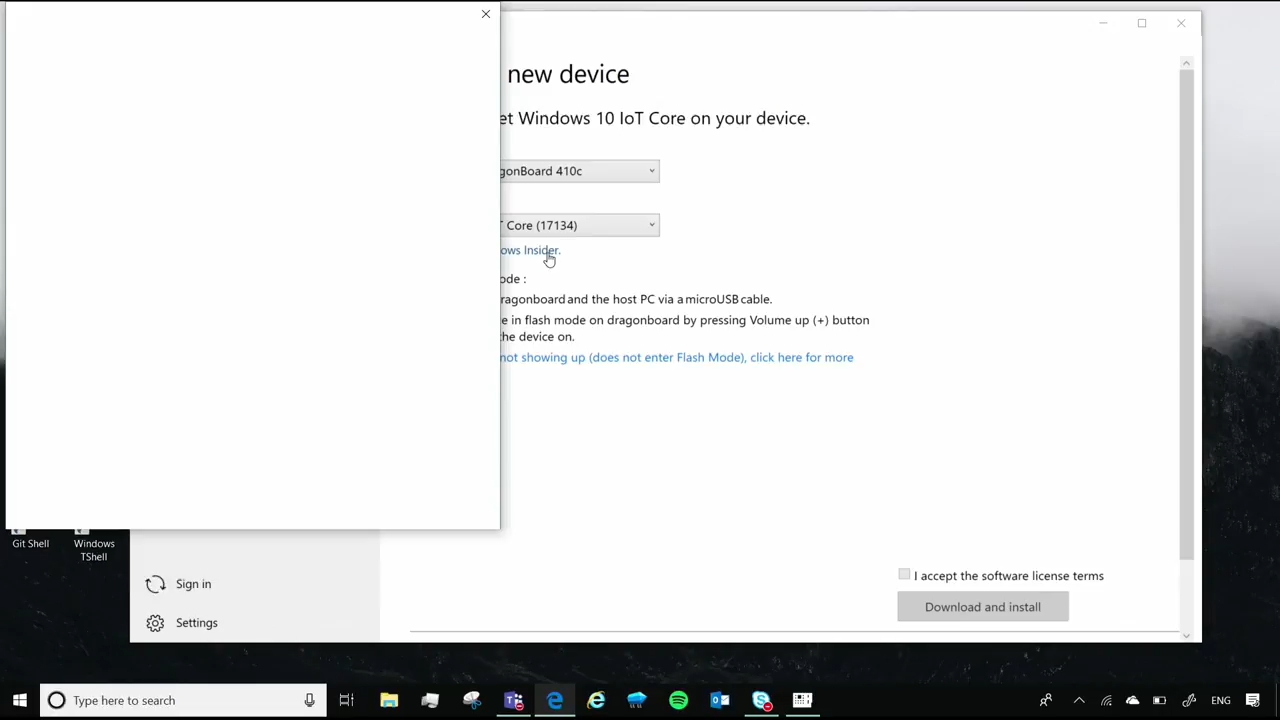 new device
et Windows 10 IoT Core on your device.
gonBoard 410c
T Core (17134)
ows Insider.
ode :
ragonboard and the host PC via a microUSB cable.
e in flash mode on dragonboard by pressing Volume up (+) button
he device on.
not showing up (does not enter Flash Mode), click here for more
Git Shell
Windows
TShell
Sign in
Settings
I accept the software license terms
Download and install
Type here to search
ENG